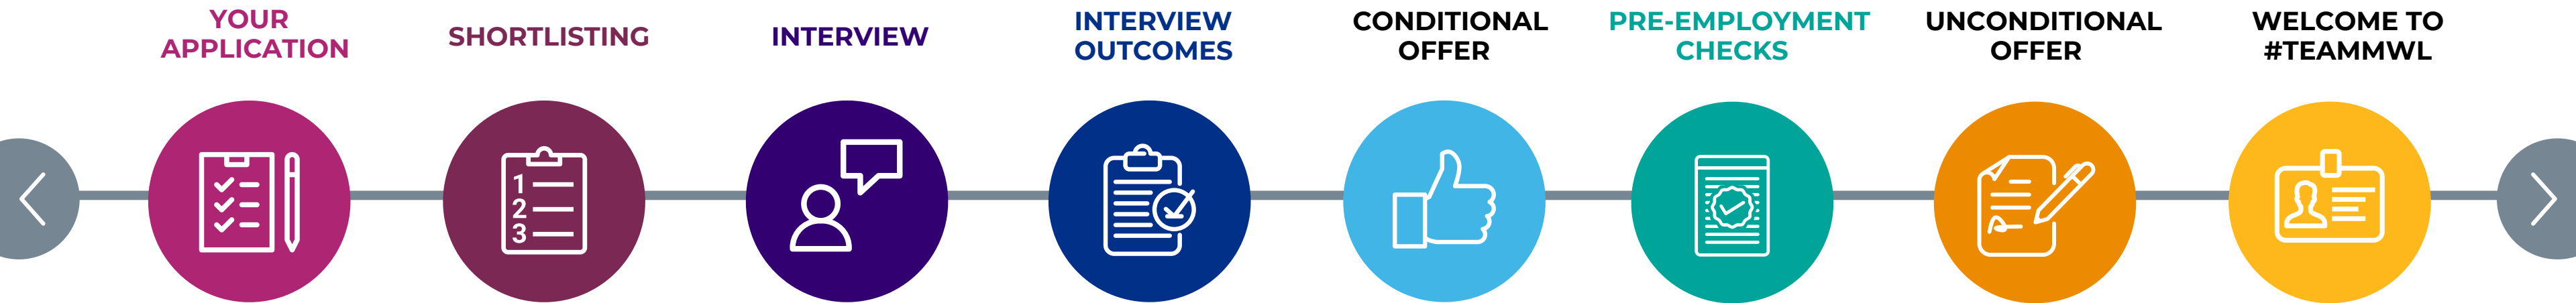 YOUR
APPLICATION
SHORTLISTING
INTERVIEW
INTERVIEW
OUTCOMES
CONDITIONAL
OFFER
PRE-EMPLOYMENT
CHECKS
UNCONDITIONAL
OFFER
WELCOME TO
#TEAMMWL
1
2
3